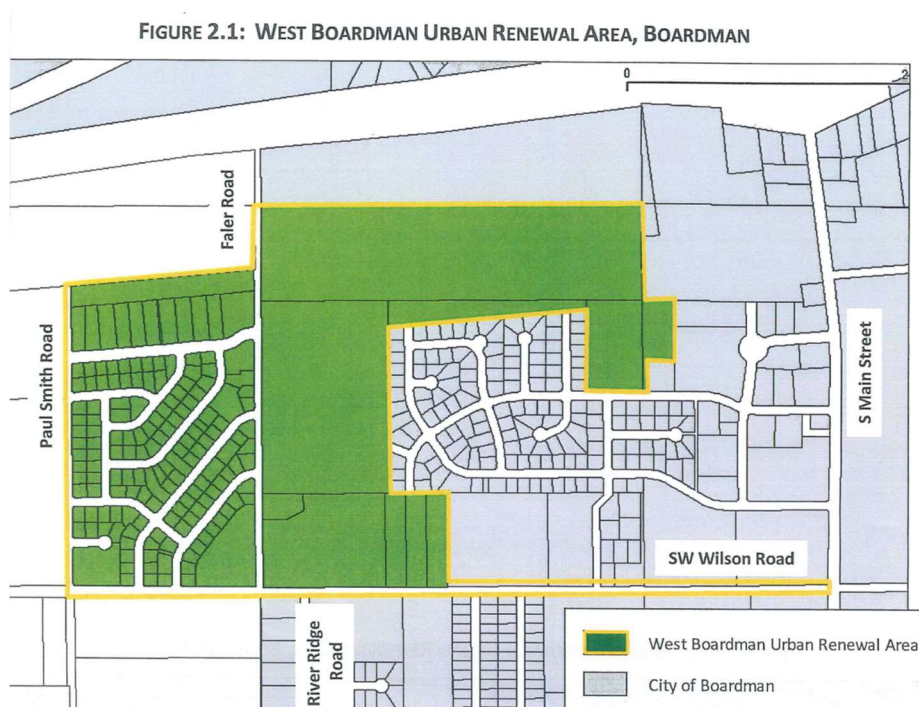 FIGURE 2.1: WEST BOARDMAN URBAN RENEWAL AREA, BOARDMAN
0
Faler Road
Paul Smith Road
S Main Street
SW Wilson Road
River Ridge
Road
West Boardman Urban Renewal Area
City of Boardman